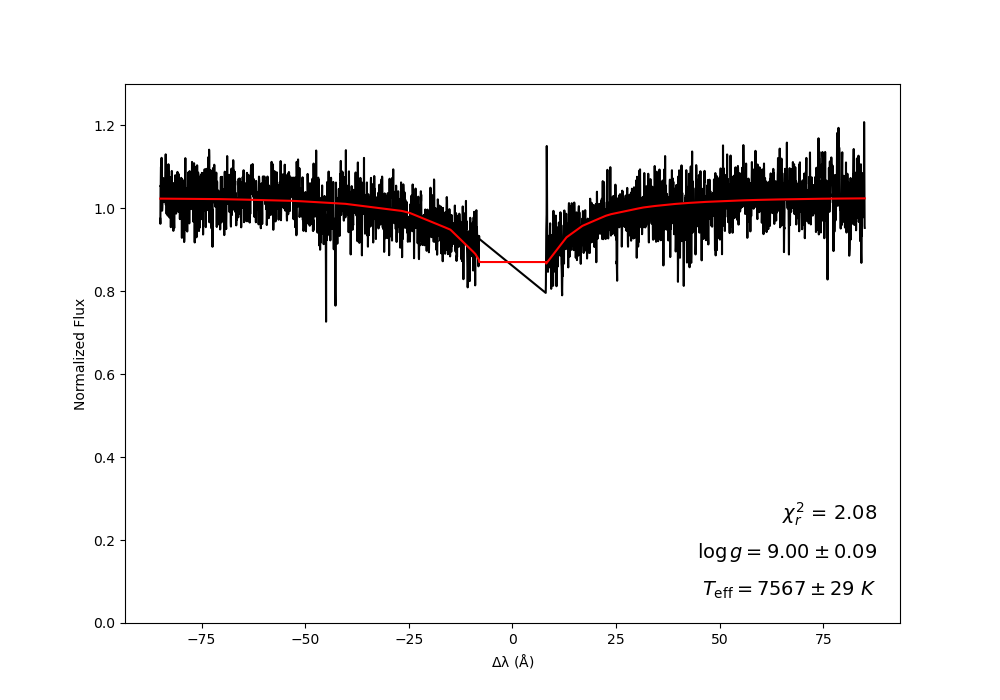 1.2
1.0
0.8
0.6
0.4
0.2
0.0
Normalized Flux
χ²ᵣ = 2.08
log g = 9.00 ± 0.09
T_eff = 7567 ± 29 K
−75 −50 −25 0 25 50 75
Δλ (Å)